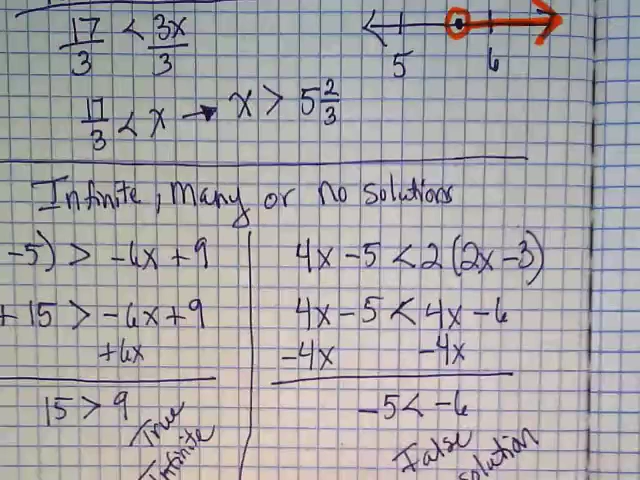 17/3 < 3x/3
5 6
17/3 < x → x > 5 2/3
Infinite, many or no solutions
-5) > -6x + 9
+ 15 > -6x + 9
+6x
15 > 9
True
Infinite
4x - 5 < 2(2x - 3)
4x - 5 < 4x - 6
-4x -4x
-5 < -6
False
solution